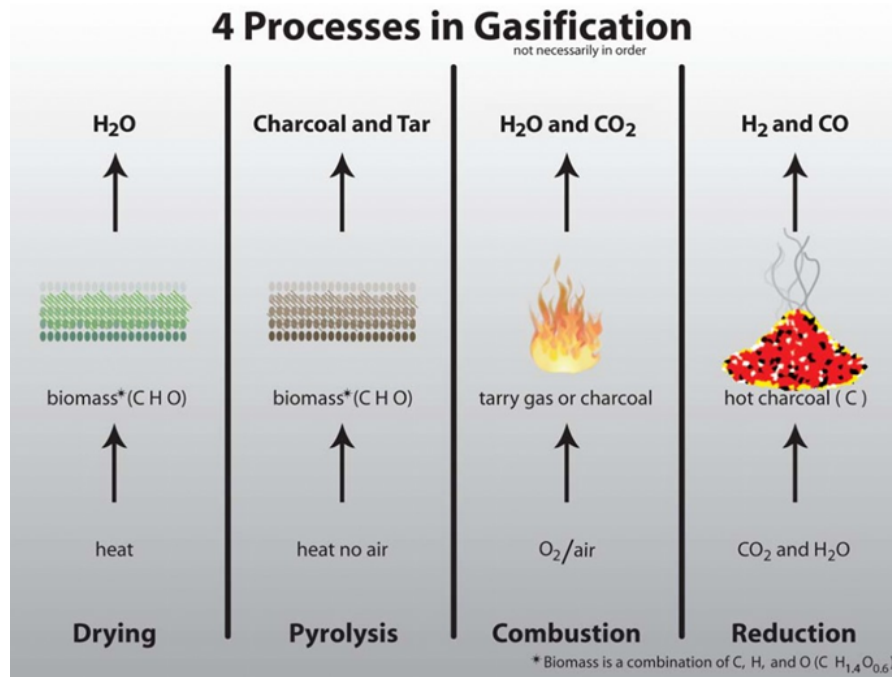 4 Processes in Gasification
not necessarily in order
H₂O
Charcoal and Tar
H₂O and CO₂
H₂ and CO
biomass*(C H O)
biomass*(C H O)
tarry gas or charcoal
hot charcoal ( C )
heat
heat no air
O₂/air
CO₂ and H₂O
Drying
Pyrolysis
Combustion
Reduction
* Biomass is a combination of C, H, and O (C H₁.₄O₀.₆)